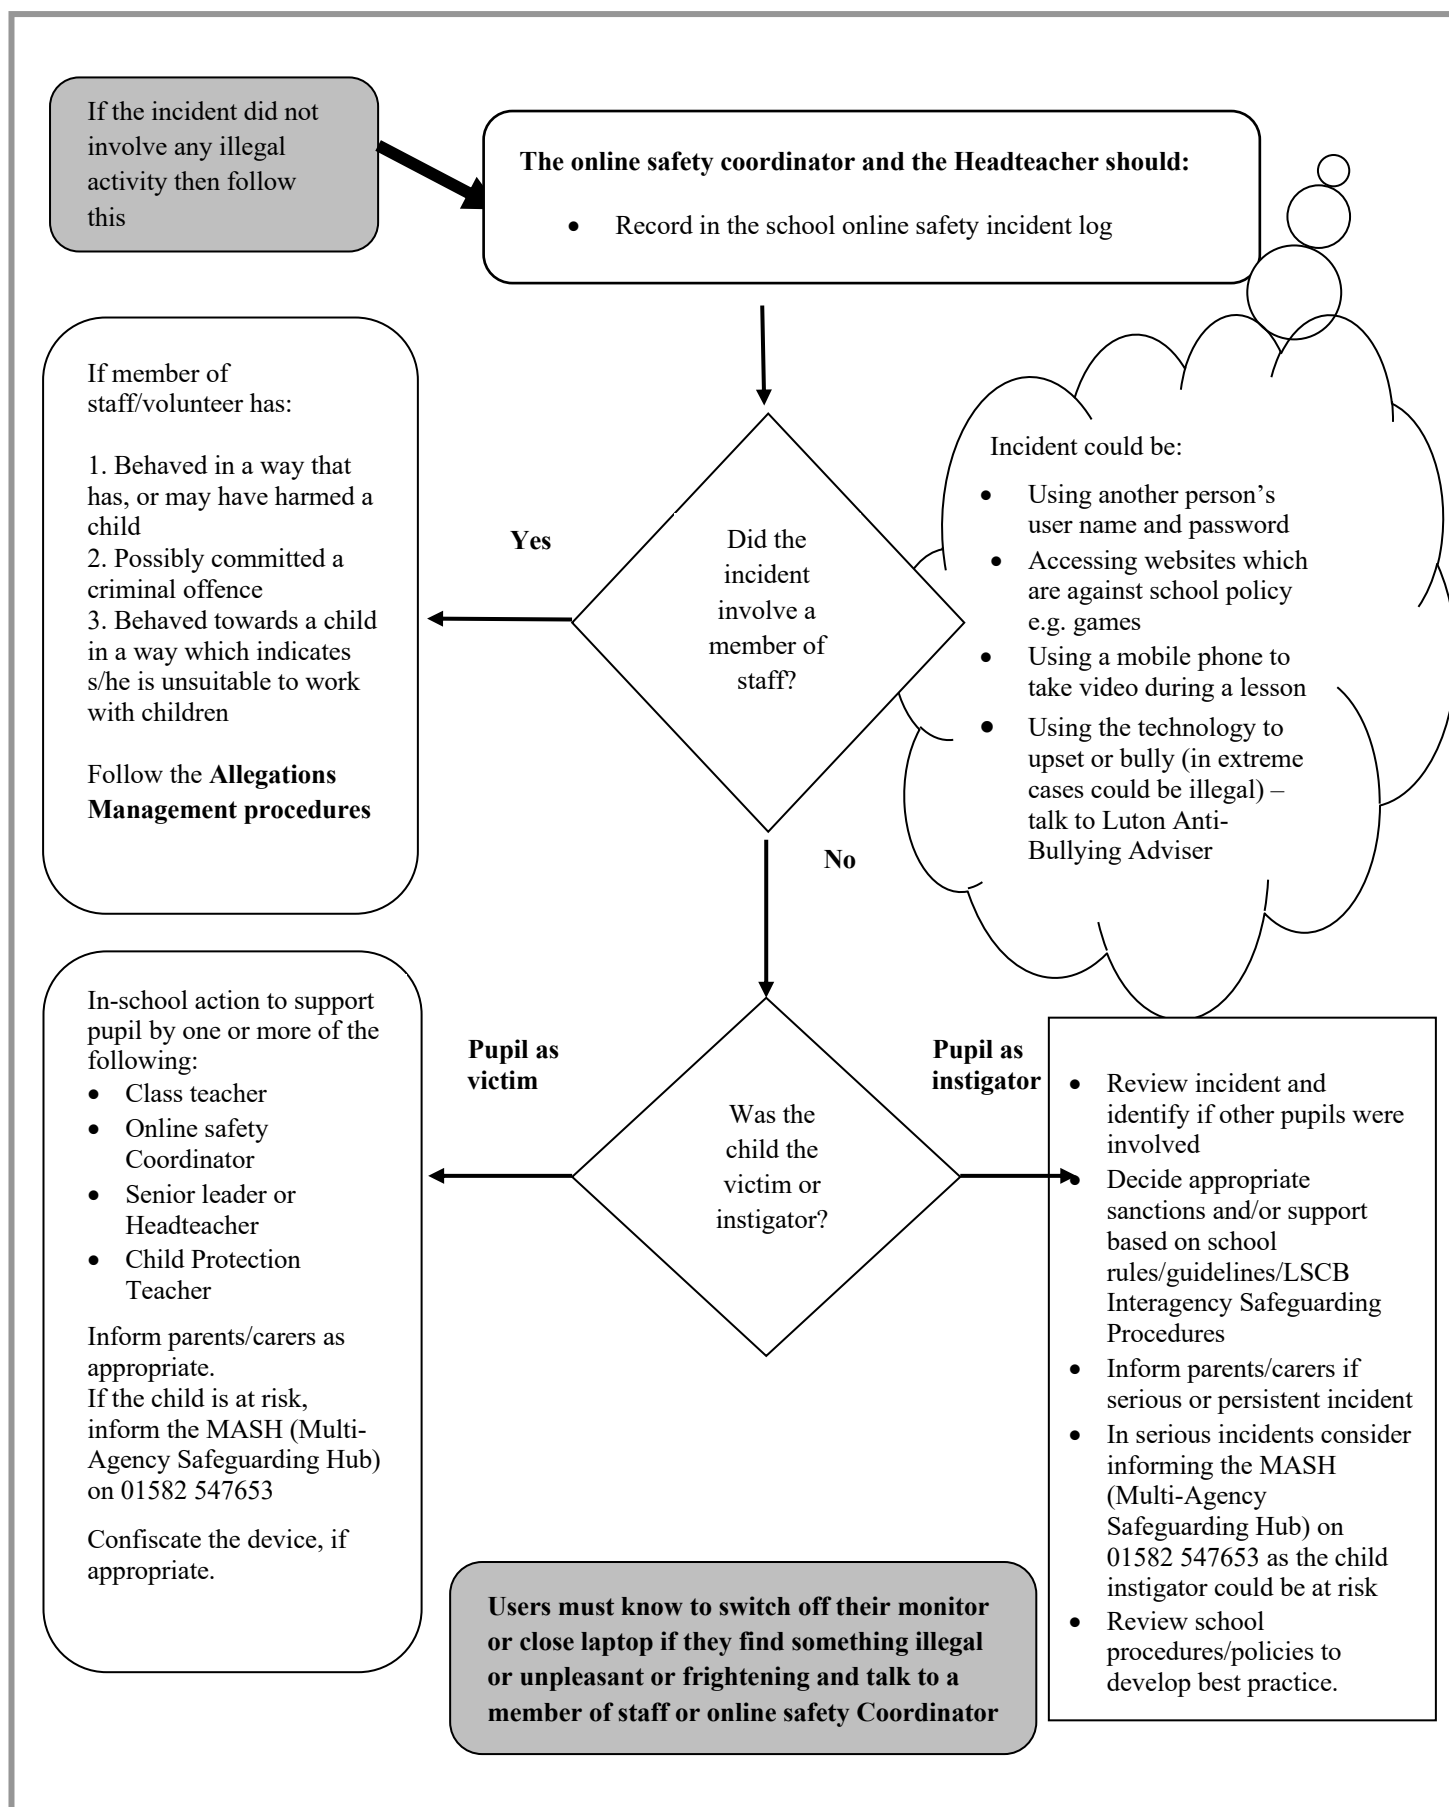 If the incident did not
involve any illegal
activity then follow
this
The online safety coordinator and the Headteacher should:
• Record in the school online safety incident log
If member of
staff/volunteer has:
1. Behaved in a way that
has, or may have harmed a
child
2. Possibly committed a
criminal offence
3. Behaved towards a child
in a way which indicates
s/he is unsuitable to work
with children
Follow the Allegations
Management procedures
Yes
Did the
incident
involve a
member of
staff?
Incident could be:
• Using another person’s
user name and password
• Accessing websites which
are against school policy
e.g. games
• Using a mobile phone to
take video during a lesson
• Using the technology to
upset or bully (in extreme
cases could be illegal) –
talk to Luton Anti-
Bullying Adviser
No
In-school action to support
pupil by one or more of the
following:
• Class teacher
• Online safety
Coordinator
• Senior leader or
Headteacher
• Child Protection
Teacher
Inform parents/carers as
appropriate.
If the child is at risk,
inform the MASH (Multi-
Agency Safeguarding Hub)
on 01582 547653
Confiscate the device, if
appropriate.
Pupil as
victim
Was the
child the
victim or
instigator?
Pupil as
instigator
• Review incident and
identify if other pupils were
involved
• Decide appropriate
sanctions and/or support
based on school
rules/guidelines/LSCB
Interagency Safeguarding
Procedures
• Inform parents/carers if
serious or persistent incident
• In serious incidents consider
informing the MASH
(Multi-Agency
Safeguarding Hub) on
01582 547653 as the child
instigator could be at risk
• Review school
procedures/policies to
develop best practice.
Users must know to switch off their monitor
or close laptop if they find something illegal
or unpleasant or frightening and talk to a
member of staff or online safety Coordinator